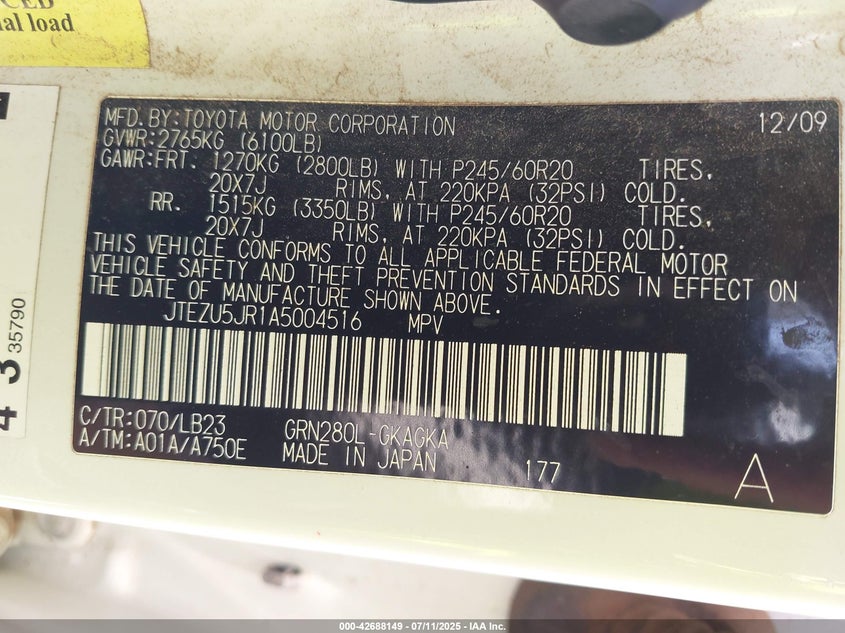 CED
nal load
MFD.BY:TOYOTA MOTOR CORPORATION 12/09
GVWR:2765KG (6100LB)
GAWR:FRT. 1270KG (2800LB) WITH P245/60R20 TIRES,
20X7J RIMS, AT 220KPA (32PSI) COLD.
RR. 1515KG (3350LB) WITH P245/60R20 TIRES,
20X7J RIMS, AT 220KPA (32PSI) COLD.
THIS VEHICLE CONFORMS TO ALL APPLICABLE FEDERAL MOTOR
VEHICLE SAFETY AND THEFT PREVENTION STANDARDS IN EFFECT ON
THE DATE OF MANUFACTURE SHOWN ABOVE.
JTEZU5JR1A5004516 MPV
C/TR:070/LB23 GRN280L-GKAGKA
A/TM:A01A/A750E MADE IN JAPAN 177 A
4 3 35790
000-42688149 - 07/11/2025 - IAA Inc.